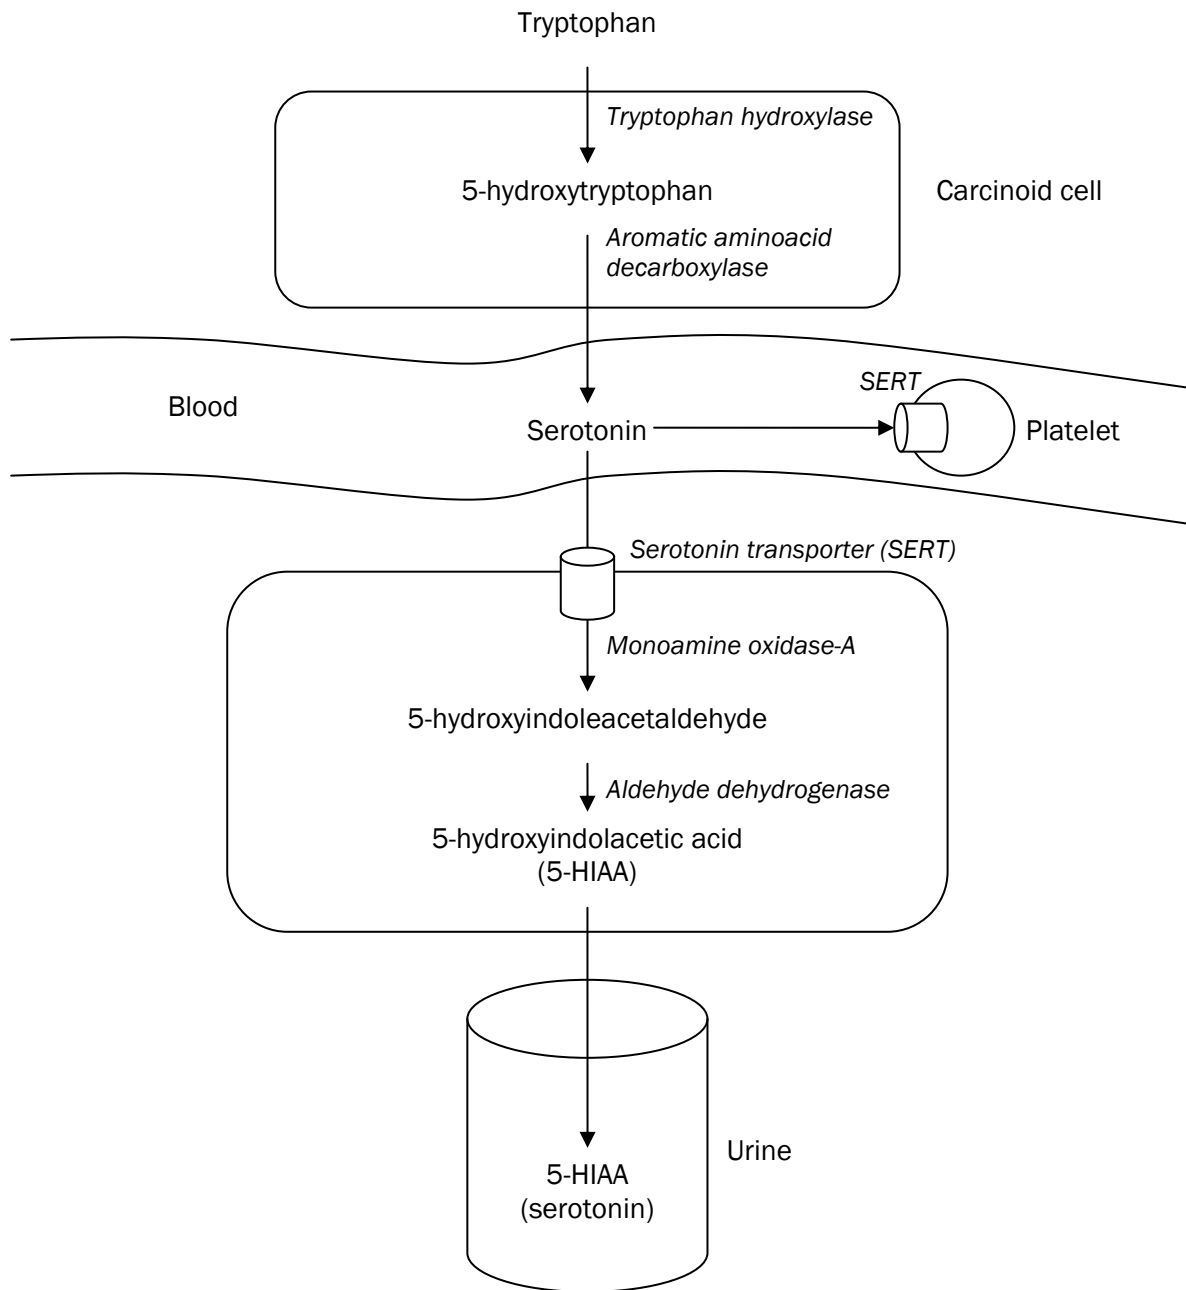 Tryptophan
Tryptophan hydroxylase
5-hydroxytryptophan
Carcinoid cell
Aromatic aminoacid
decarboxylase
SERT
Blood
Serotonin
Platelet
Serotonin transporter (SERT)
Monoamine oxidase-A
5-hydroxyindoleacetaldehyde
Aldehyde dehydrogenase
5-hydroxyindolacetic acid
(5-HIAA)
Urine
5-HIAA
(serotonin)